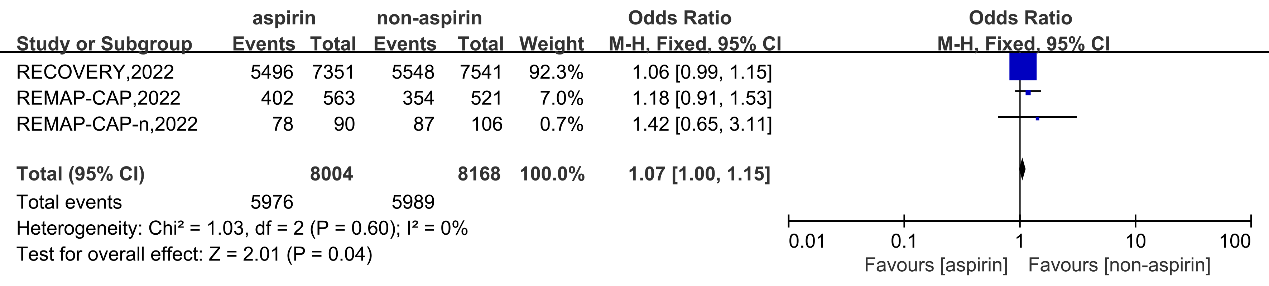 aspirin non-aspirin Odds Ratio Odds Ratio
Study or Subgroup Events Total Events Total Weight M-H, Fixed, 95% CI M-H, Fixed, 95% CI
RECOVERY,2022 5496 7351 5548 7541 92.3% 1.06 [0.99, 1.15]
REMAP-CAP,2022 402 563 354 521 7.0% 1.18 [0.91, 1.53]
REMAP-CAP-n,2022 78 90 87 106 0.7% 1.42 [0.65, 3.11]
Total (95% CI) 8004 8168 100.0% 1.07 [1.00, 1.15]
Total events 5976 5989
Heterogeneity: Chi² = 1.03, df = 2 (P = 0.60); I² = 0%
Test for overall effect: Z = 2.01 (P = 0.04)
0.01 0.1 1 10 100
Favours [aspirin] Favours [non-aspirin]